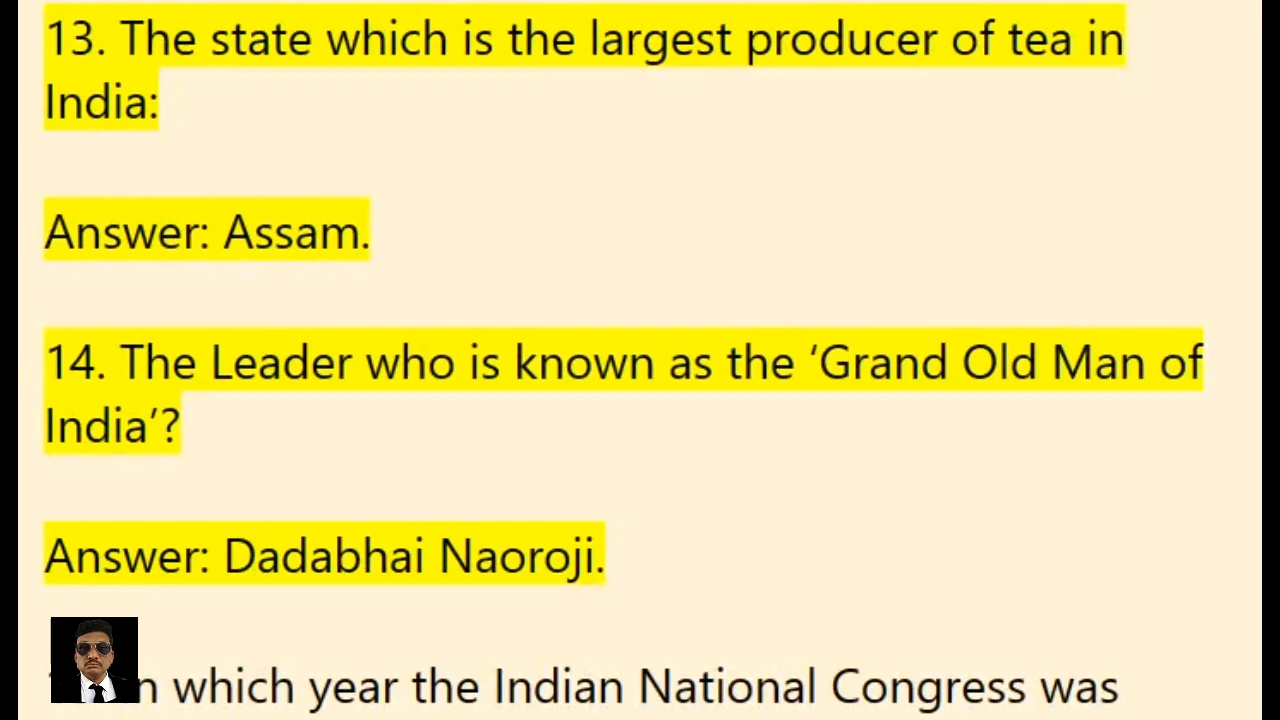 13. The state which is the largest producer of tea in
India:
Answer: Assam.
14. The Leader who is known as the ‘Grand Old Man of
India’?
Answer: Dadabhai Naoroji.
which year the Indian National Congress was